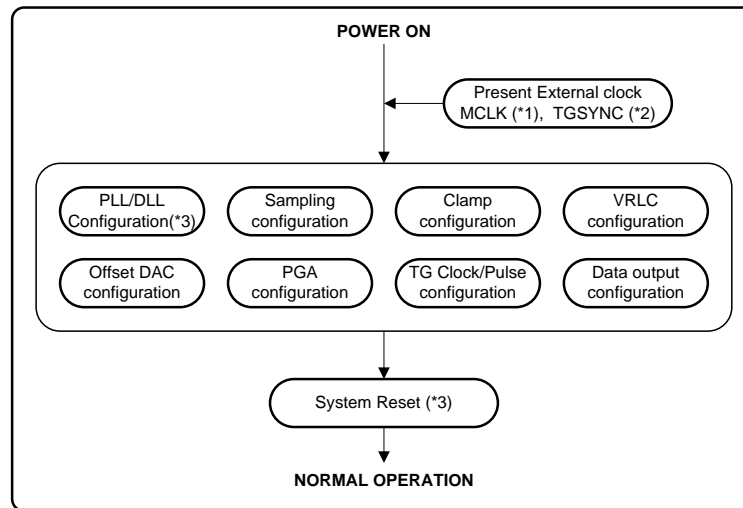 POWER ON
Present External clock
MCLK (*1), TGSYNC (*2)
PLL/DLL
Configuration(*3)
Sampling
configuration
Clamp
configuration
VRLC
configuration
Offset DAC
configuration
PGA
configuration
TG Clock/Pulse
configuration
Data output
configuration
System Reset (*3)
NORMAL OPERATION